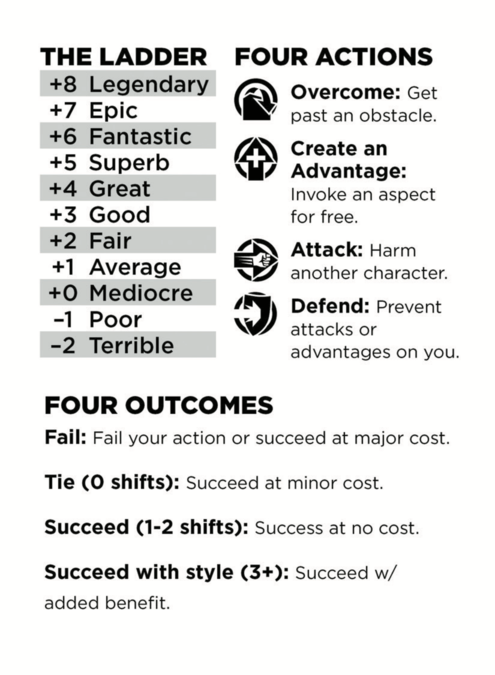 THE LADDER
+8 Legendary
+7 Epic
+6 Fantastic
+5 Superb
+4 Great
+3 Good
+2 Fair
+1 Average
+0 Mediocre
–1 Poor
–2 Terrible
FOUR ACTIONS
Overcome: Get
past an obstacle.
Create an
Advantage:
Invoke an aspect
for free.
Attack: Harm
another character.
Defend: Prevent
attacks or
advantages on you.
FOUR OUTCOMES
Fail: Fail your action or succeed at major cost.
Tie (0 shifts): Succeed at minor cost.
Succeed (1-2 shifts): Success at no cost.
Succeed with style (3+): Succeed w/
added benefit.